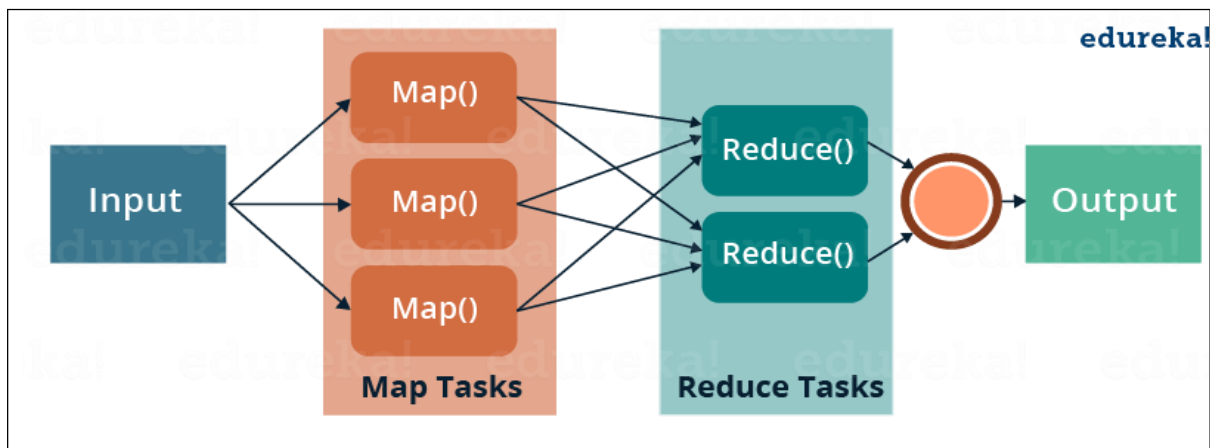 edureka!
Map()
Input
Map()
Map()
Map Tasks
Reduce()
Reduce()
Reduce Tasks
Output